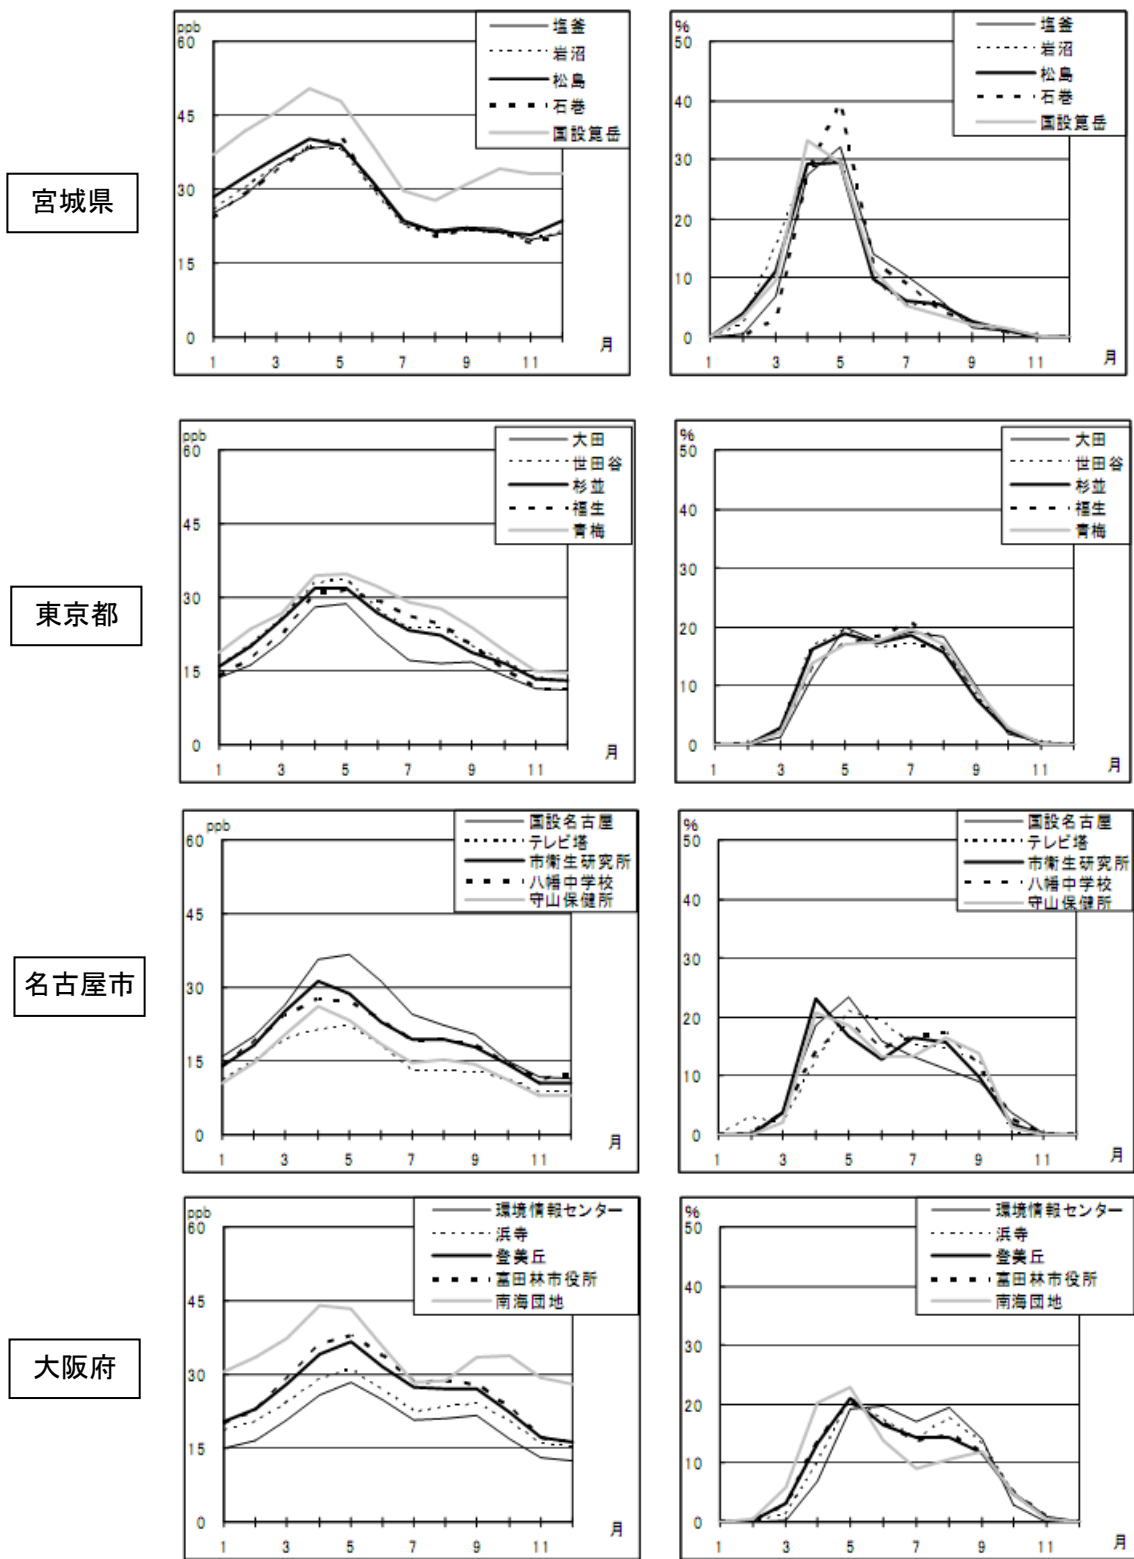 宮城県
ppb
60
45
30
15
0
1 3 5 7 9 11
月
塩釜
岩沼
松島
石巻
国設箟岳
%
50
40
30
20
10
0
1 3 5 7 9 11
月
塩釜
岩沼
松島
石巻
国設箟岳
東京都
ppb
60
45
30
15
0
1 3 5 7 9 11
月
大田
世田谷
杉並
福生
青梅
%
50
40
30
20
10
0
1 3 5 7 9 11
月
大田
世田谷
杉並
福生
青梅
名古屋市
ppb
60
45
30
15
0
1 3 5 7 9 11
月
国設名古屋
テレビ塔
市衛生研究所
八幡中学校
守山保健所
%
50
40
30
20
10
0
1 3 5 7 9 11
月
国設名古屋
テレビ塔
市衛生研究所
八幡中学校
守山保健所
大阪府
ppb
60
45
30
15
0
1 3 5 7 9 11
月
環境情報センター
浜寺
登美丘
富田林市役所
南海団地
%
50
40
30
20
10
0
1 3 5 7 9 11
月
環境情報センター
浜寺
登美丘
富田林市役所
南海団地